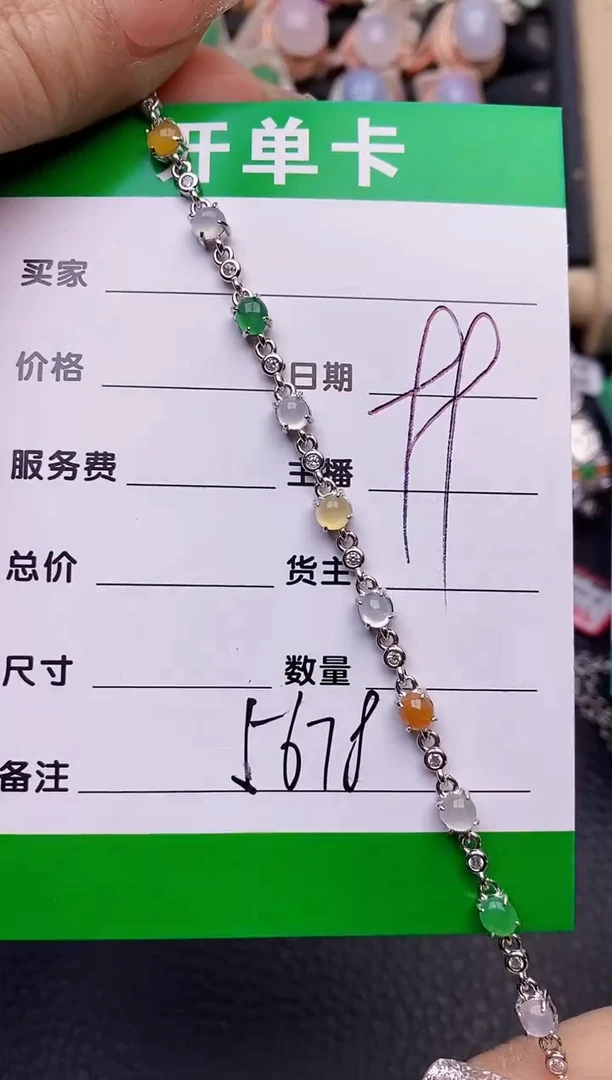 开单卡
买家
价格 日期
服务费 主播
总价 货主
尺寸 数量
备注 5678